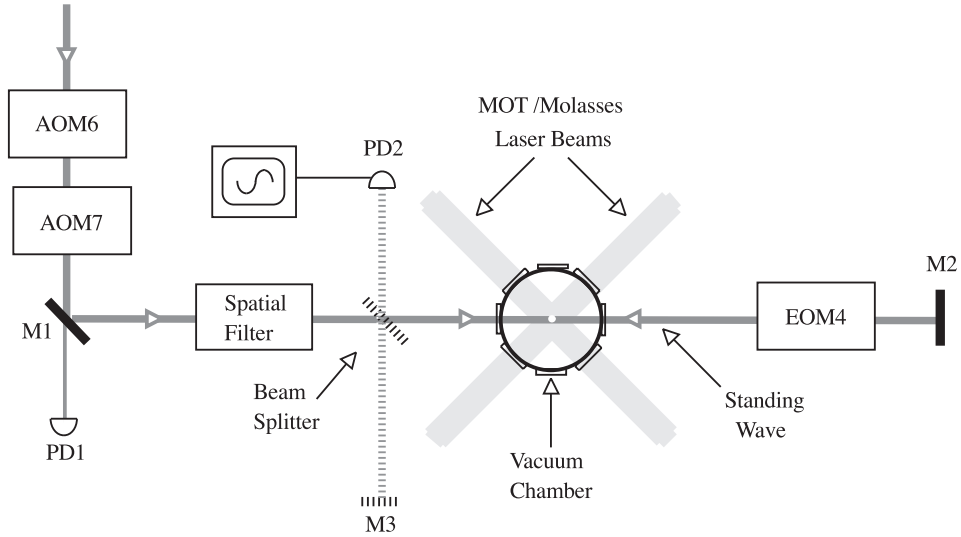 AOM6
AOM7
M1
PD1
Spatial
Filter
PD2
Beam
Splitter
M3
MOT /Molasses
Laser Beams
Vacuum
Chamber
EOM4
M2
Standing
Wave